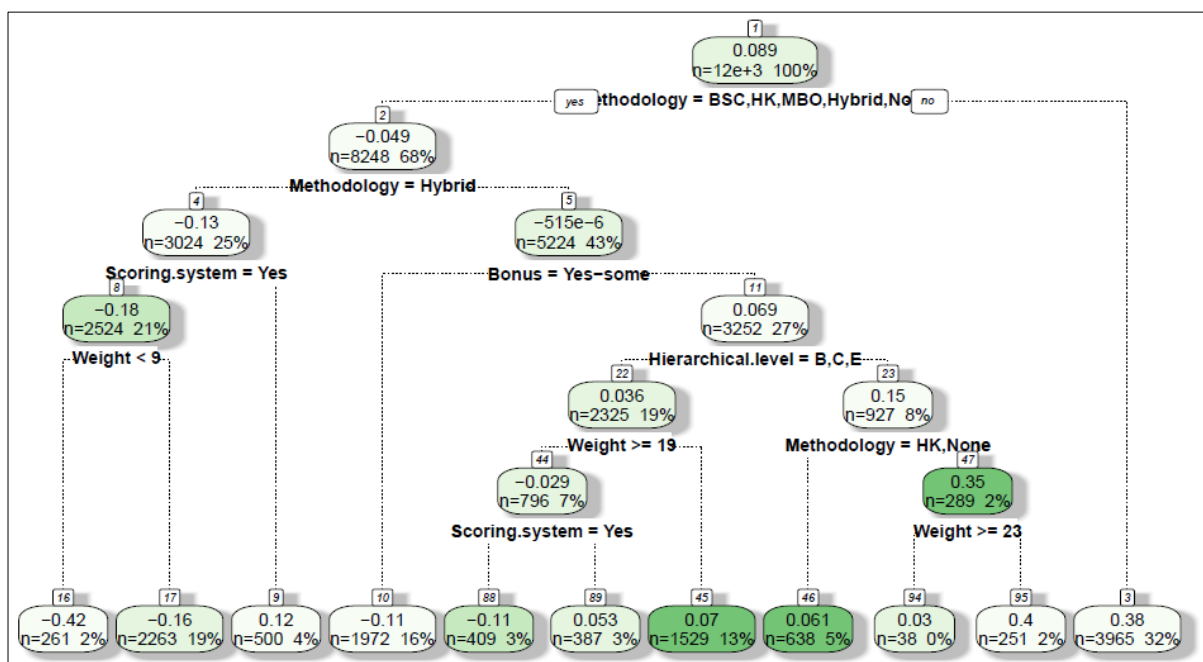 1
0.089
n=12e+3 100%
yes
ethodology = BSC,HK,MBO,Hybrid,No
no
2
−0.049
n=8248 68%
Methodology = Hybrid
4
−0.13
n=3024 25%
5
−515e−6
n=5224 43%
Scoring.system = Yes
Bonus = Yes−some
8
−0.18
n=2524 21%
11
0.069
n=3252 27%
Weight < 9
Hierarchical.level = B,C,E
22
0.036
n=2325 19%
23
0.15
n=927 8%
Weight >= 19
Methodology = HK,None
44
−0.029
n=796 7%
47
0.35
n=289 2%
Scoring.system = Yes
Weight >= 23
16
−0.42
n=261 2%
17
−0.16
n=2263 19%
9
0.12
n=500 4%
10
−0.11
n=1972 16%
88
−0.11
n=409 3%
89
0.053
n=387 3%
45
0.07
n=1529 13%
46
0.061
n=638 5%
94
0.03
n=38 0%
95
0.4
n=251 2%
3
0.38
n=3965 32%